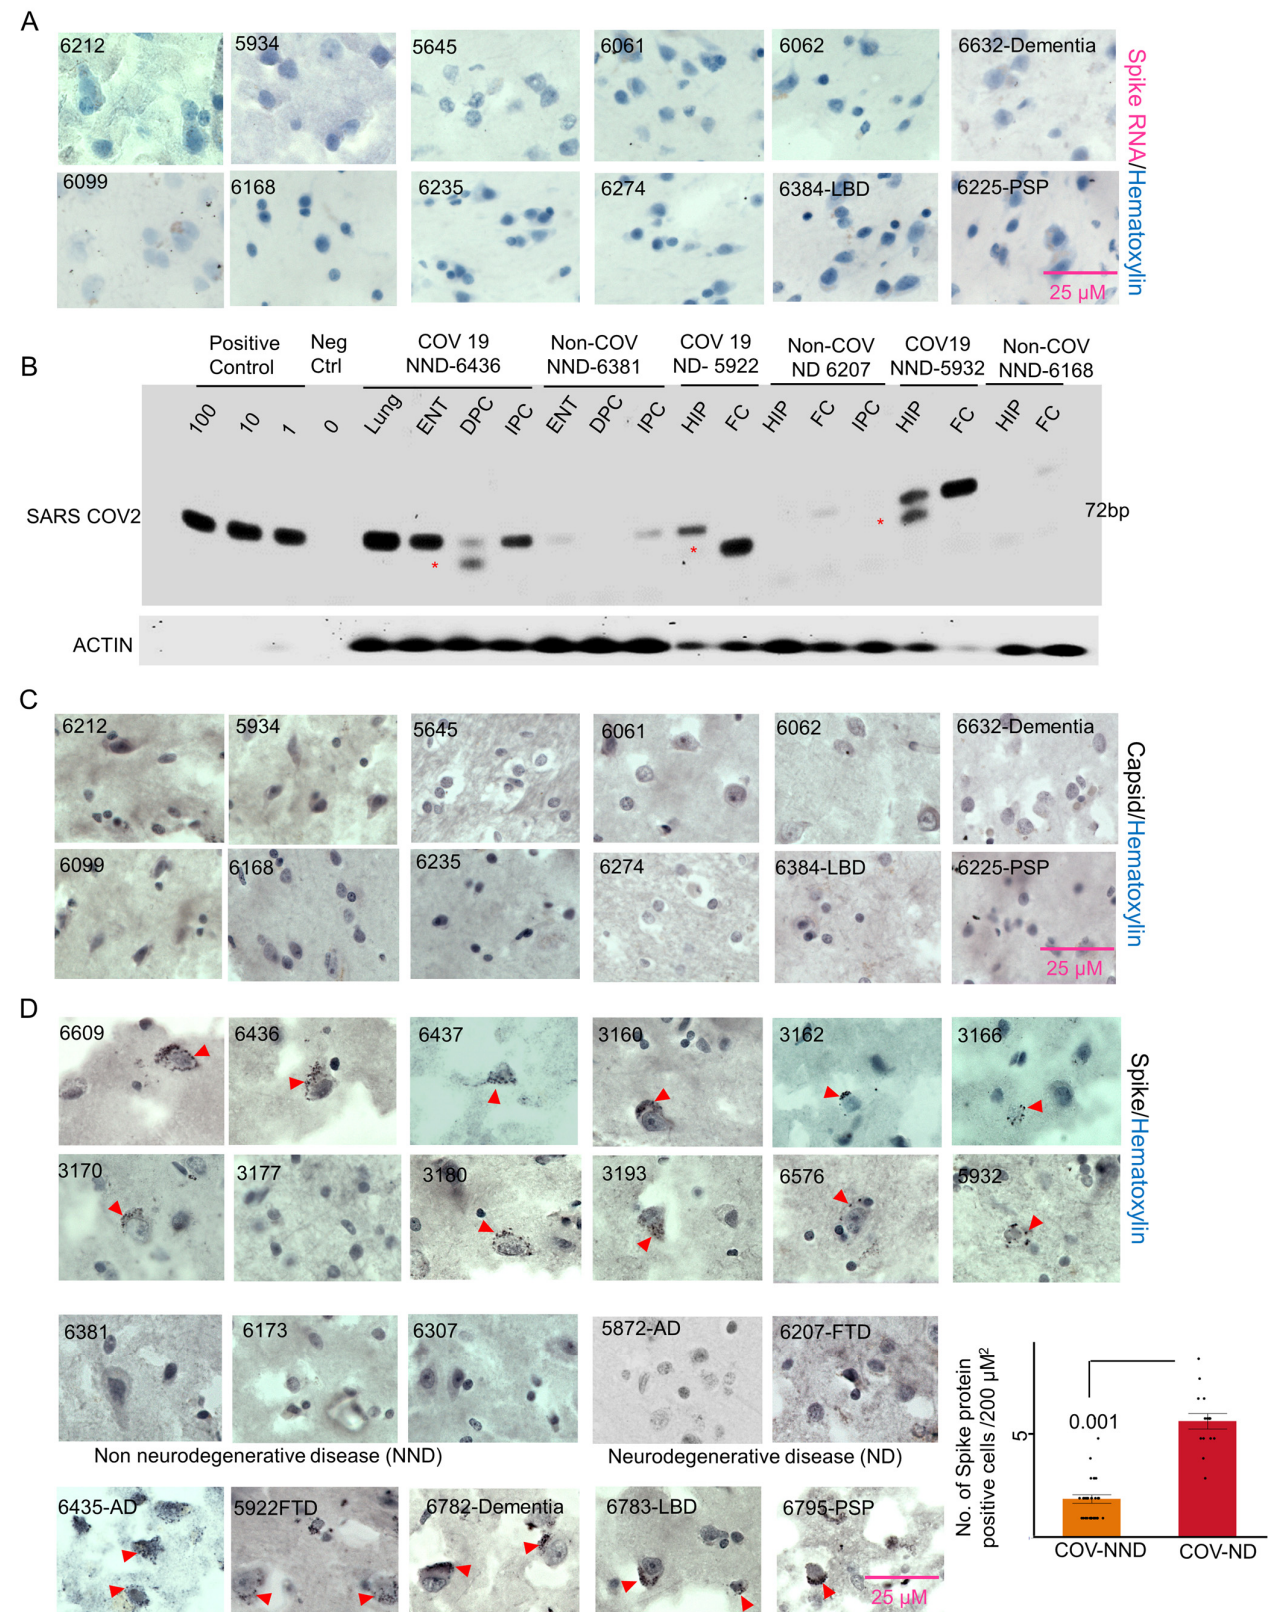 A
6212
5934
5645
6061
6062
6632-Dementia
6099
6168
6235
6274
6384-LBD
6225-PSP
25 µM
Spike RNA/Hematoxylin
B
Positive
Control
Neg
Ctrl
COV 19
NND-6436
Non-COV
NND-6381
COV 19
ND- 5922
Non-COV
ND 6207
COV19
NND-5932
Non-COV
NND-6168
100 10 1 0 Lung ENT DPC IPC ENT DPC IPC HIP FC HIP FC IPC HIP FC HIP FC
SARS COV2
72bp
*
*
*
ACTIN
C
6212
5934
5645
6061
6062
6632-Dementia
6099
6168
6235
6274
6384-LBD
6225-PSP
25 µM
Capsid/Hematoxylin
D
6609
6436
6437
3160
3162
3166
3170
3177
3180
3193
6576
5932
Spike/Hematoxylin
6381
6173
6307
5872-AD
6207-FTD
Non neurodegenerative disease (NND)
Neurodegenerative disease (ND)
6435-AD
5922FTD
6782-Dementia
6783-LBD
6795-PSP
25 µM
No. of Spike protein
positive cells /200 µM²
5
0.001
COV-NND
COV-ND